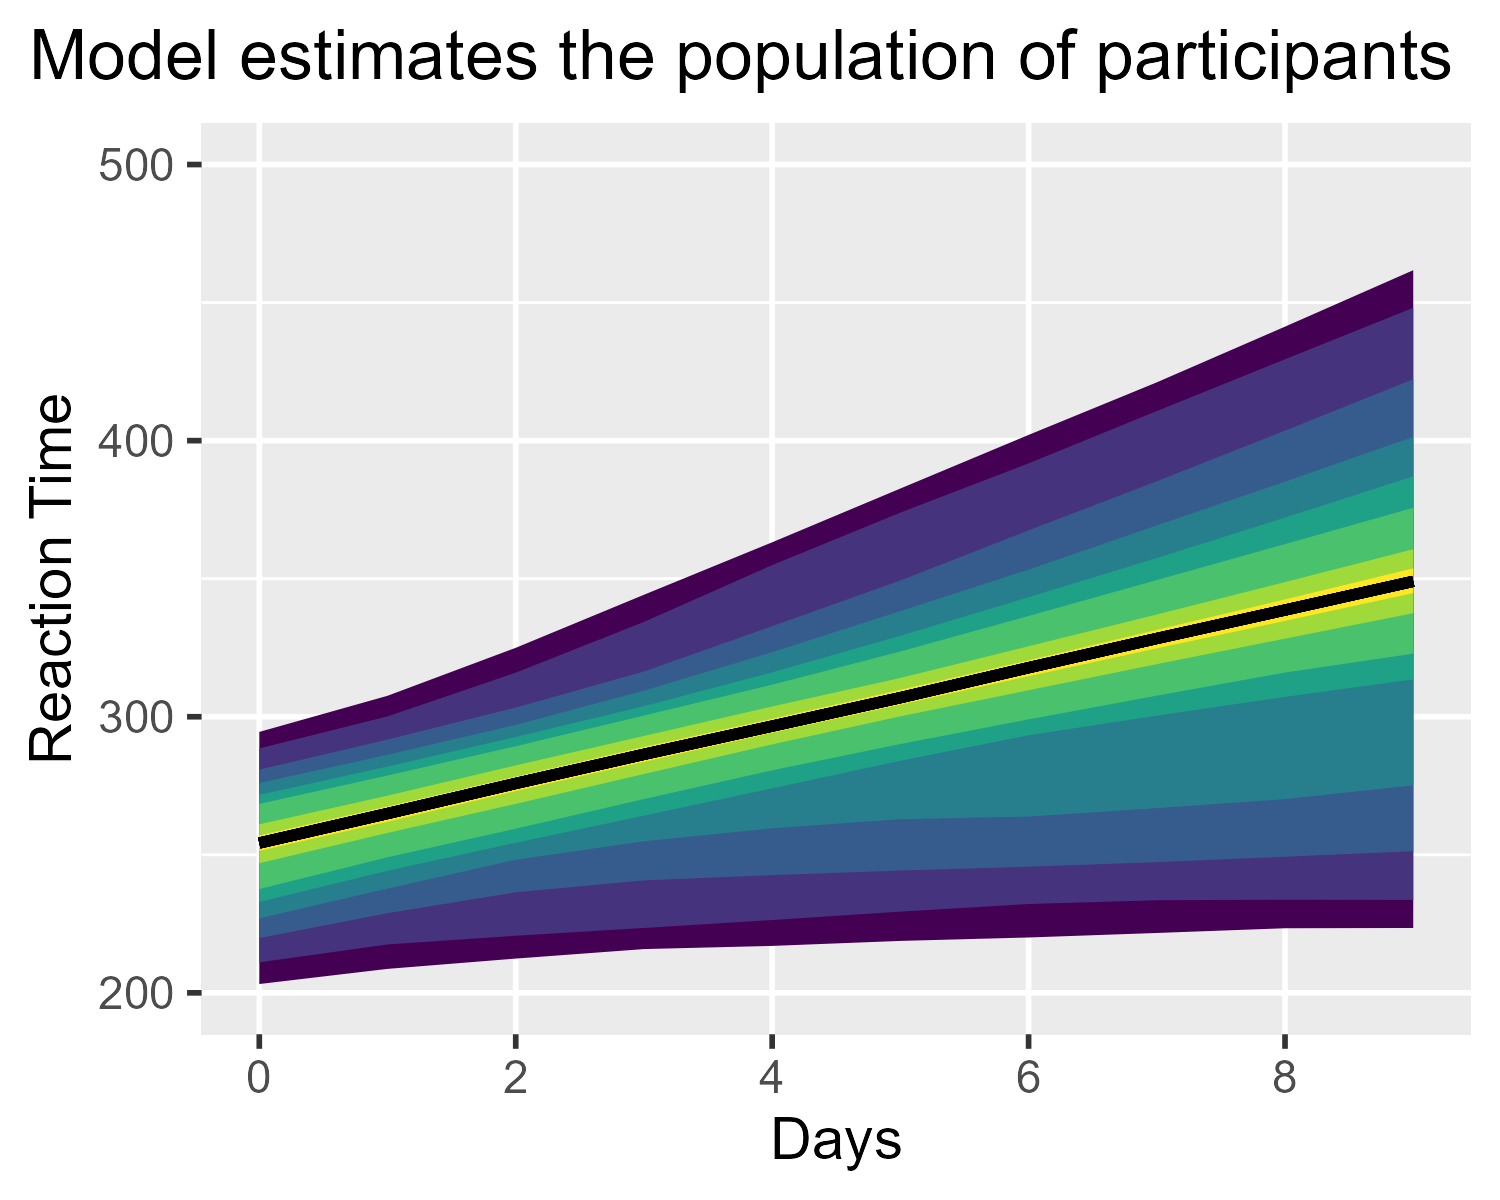 Model estimates the population of participants
500
400
300
200
Reaction Time
0 2 4 6 8
Days